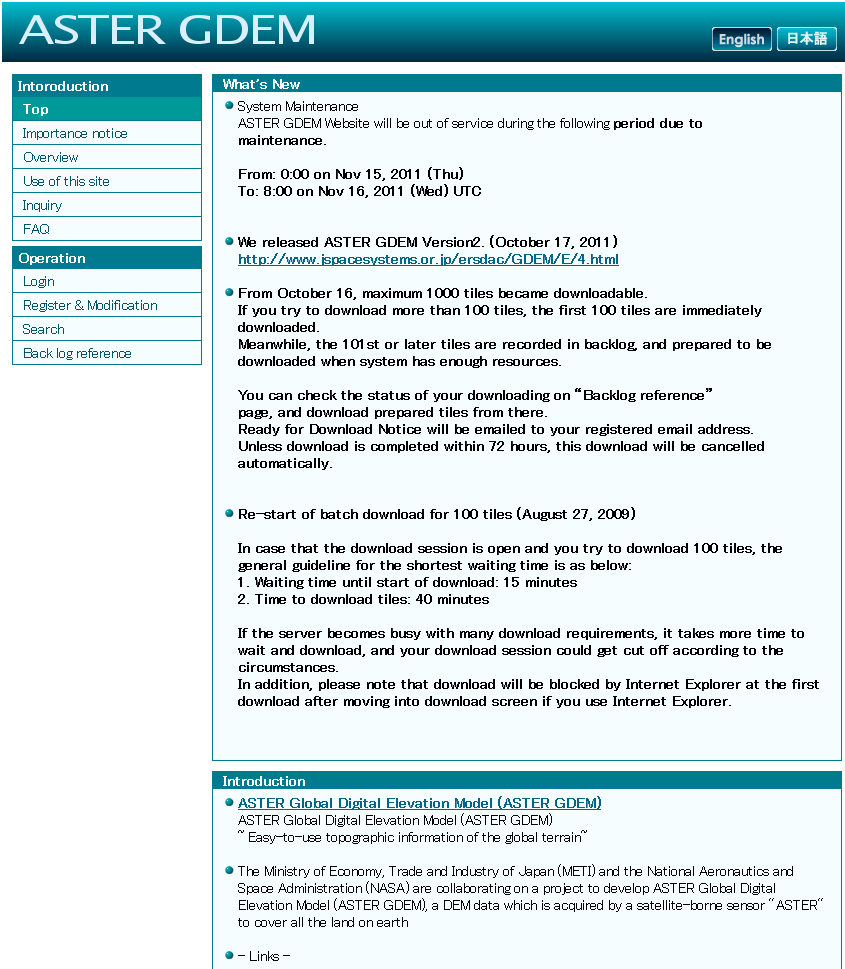 ASTER GDEM
English
日本語
Intoroduction
Top
Importance notice
Overview
Use of this site
Inquiry
FAQ
Operation
Login
Register & Modification
Search
Back log reference
What's New
System Maintenance
ASTER GDEM Website will be out of service during the following period due to
maintenance.
From: 0:00 on Nov 15, 2011 (Thu)
To: 8:00 on Nov 16, 2011 (Wed) UTC
We released ASTER GDEM Version2. (October 17, 2011)
http://www.jspacesystems.or.jp/ersdac/GDEM/E/4.html
From October 16, maximum 1000 tiles became downloadable.
If you try to download more than 100 tiles, the first 100 tiles are immediately
downloaded.
Meanwhile, the 101st or later tiles are recorded in backlog, and prepared to be
downloaded when system has enough resources.
You can check the status of your downloading on “Backlog reference”
page, and download prepared tiles from there.
Ready for Download Notice will be emailed to your registered email address.
Unless download is completed within 72 hours, this download will be cancelled
automatically.
Re-start of batch download for 100 tiles (August 27, 2009)
In case that the download session is open and you try to download 100 tiles, the
general guideline for the shortest waiting time is as below:
1. Waiting time until start of download: 15 minutes
2. Time to download tiles: 40 minutes
If the server becomes busy with many download requirements, it takes more time to
wait and download, and your download session could get cut off according to the
circumstances.
In addition, please note that download will be blocked by Internet Explorer at the first
download after moving into download screen if you use Internet Explorer.
Introduction
ASTER Global Digital Elevation Model (ASTER GDEM)
ASTER Global Digital Elevation Model (ASTER GDEM)
~ Easy-to-use topographic information of the global terrain~
The Ministry of Economy, Trade and Industry of Japan (METI) and the National Aeronautics and
Space Administration (NASA) are collaborating on a project to develop ASTER Global Digital
Elevation Model (ASTER GDEM), a DEM data which is acquired by a satellite-borne sensor "ASTER"
to cover all the land on earth
- Links -